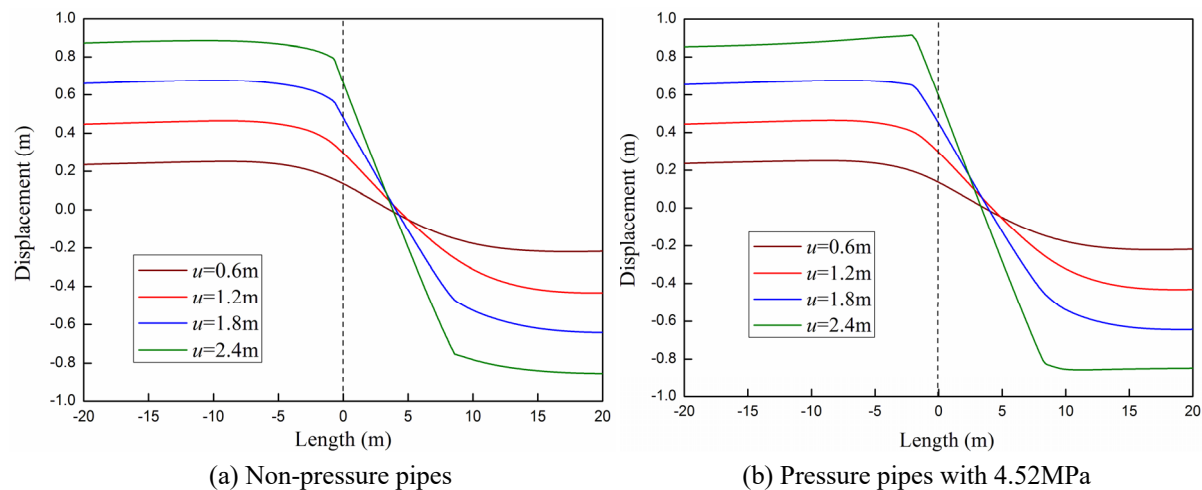 1.0
0.8
0.6
0.4
0.2
0.0
-0.2
-0.4
-0.6
-0.8
-1.0
Displacement (m)
u=0.6m
u=1.2m
u=1.8m
u=2.4m
-20 -15 -10 -5 0 5 10 15 20
Length (m)
(a) Non-pressure pipes
1.0
0.8
0.6
0.4
0.2
0.0
-0.2
-0.4
-0.6
-0.8
-1.0
Displacement (m)
u=0.6m
u=1.2m
u=1.8m
u=2.4m
-20 -15 -10 -5 0 5 10 15 20
Length (m)
(b) Pressure pipes with 4.52MPa